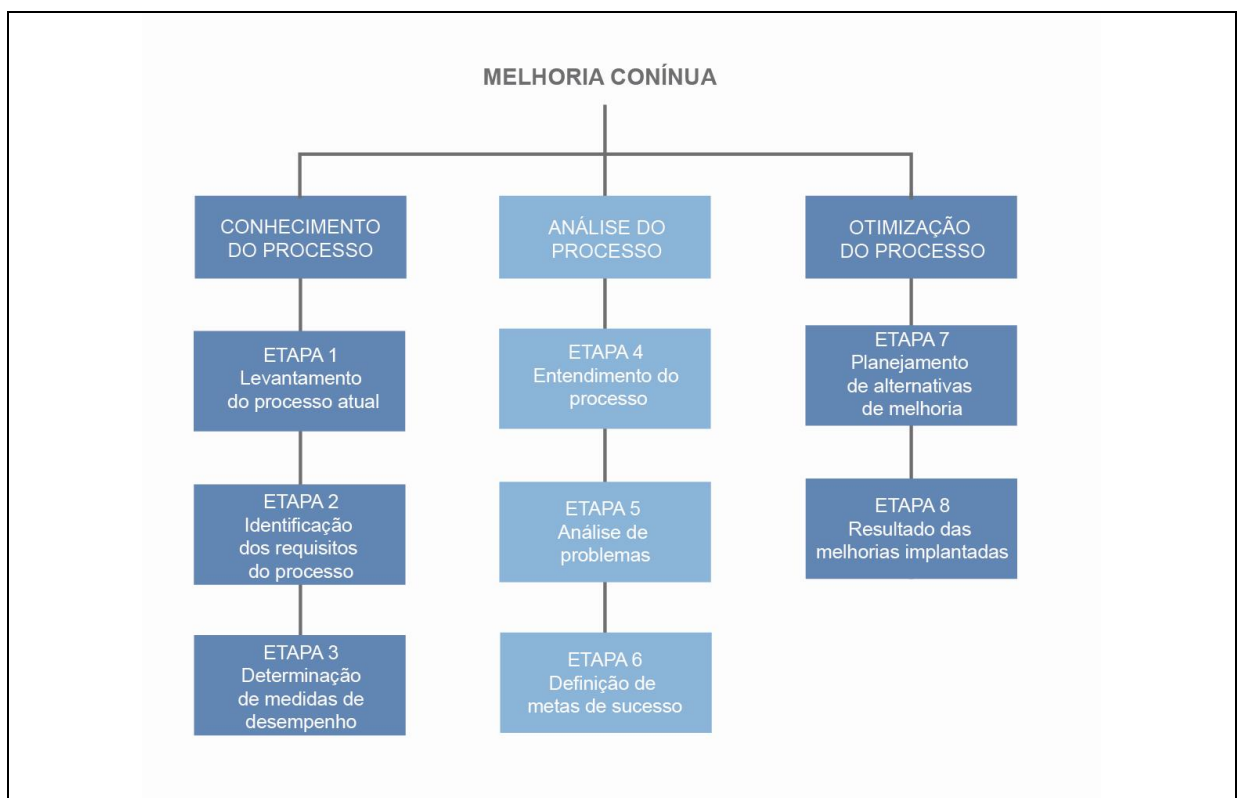 MELHORIA CONÍNUA
CONHECIMENTO
DO PROCESSO
ETAPA 1
Levantamento
do processo atual
ETAPA 2
Identificação
dos requisitos
do processo
ETAPA 3
Determinação
de medidas de
desempenho
ANÁLISE DO
PROCESSO
ETAPA 4
Entendimento do
processo
ETAPA 5
Análise de
problemas
ETAPA 6
Definição de
metas de sucesso
OTIMIZAÇÃO
DO PROCESSO
ETAPA 7
Planejamento
de alternativas
de melhoria
ETAPA 8
Resultado das
melhorias implantadas